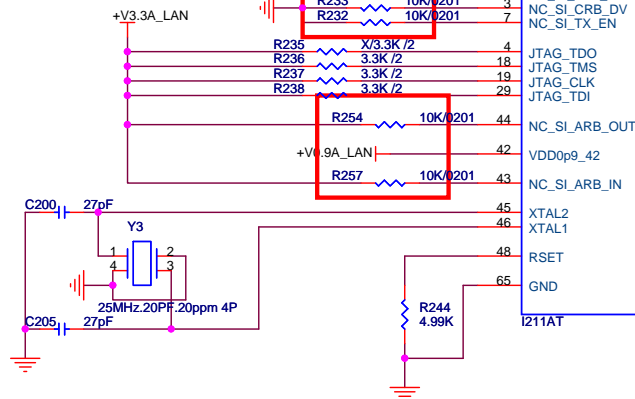 R233 10K/0201 3 NC_SI_CRB_DV
R232 10K/0201 7 NC_SI_TX_EN
+V3.3A_LAN
R235 X/3.3K /2 4 JTAG_TDO
R236 3.3K /2 18 JTAG_TMS
R237 3.3K /2 19 JTAG_CLK
R238 3.3K /2 29 JTAG_TDI
R254 10K/0201 44 NC_SI_ARB_OUT
+V0.9A_LAN 42 VDD0p9_42
R257 10K/0201 43 NC_SI_ARB_IN
C200 27pF 45 XTAL2
46 XTAL1
Y3
1 2
4 3
48 RSET
65 GND
25MHz.20PF.20ppm 4P
R244
4.99K
I211AT
C205 27pF